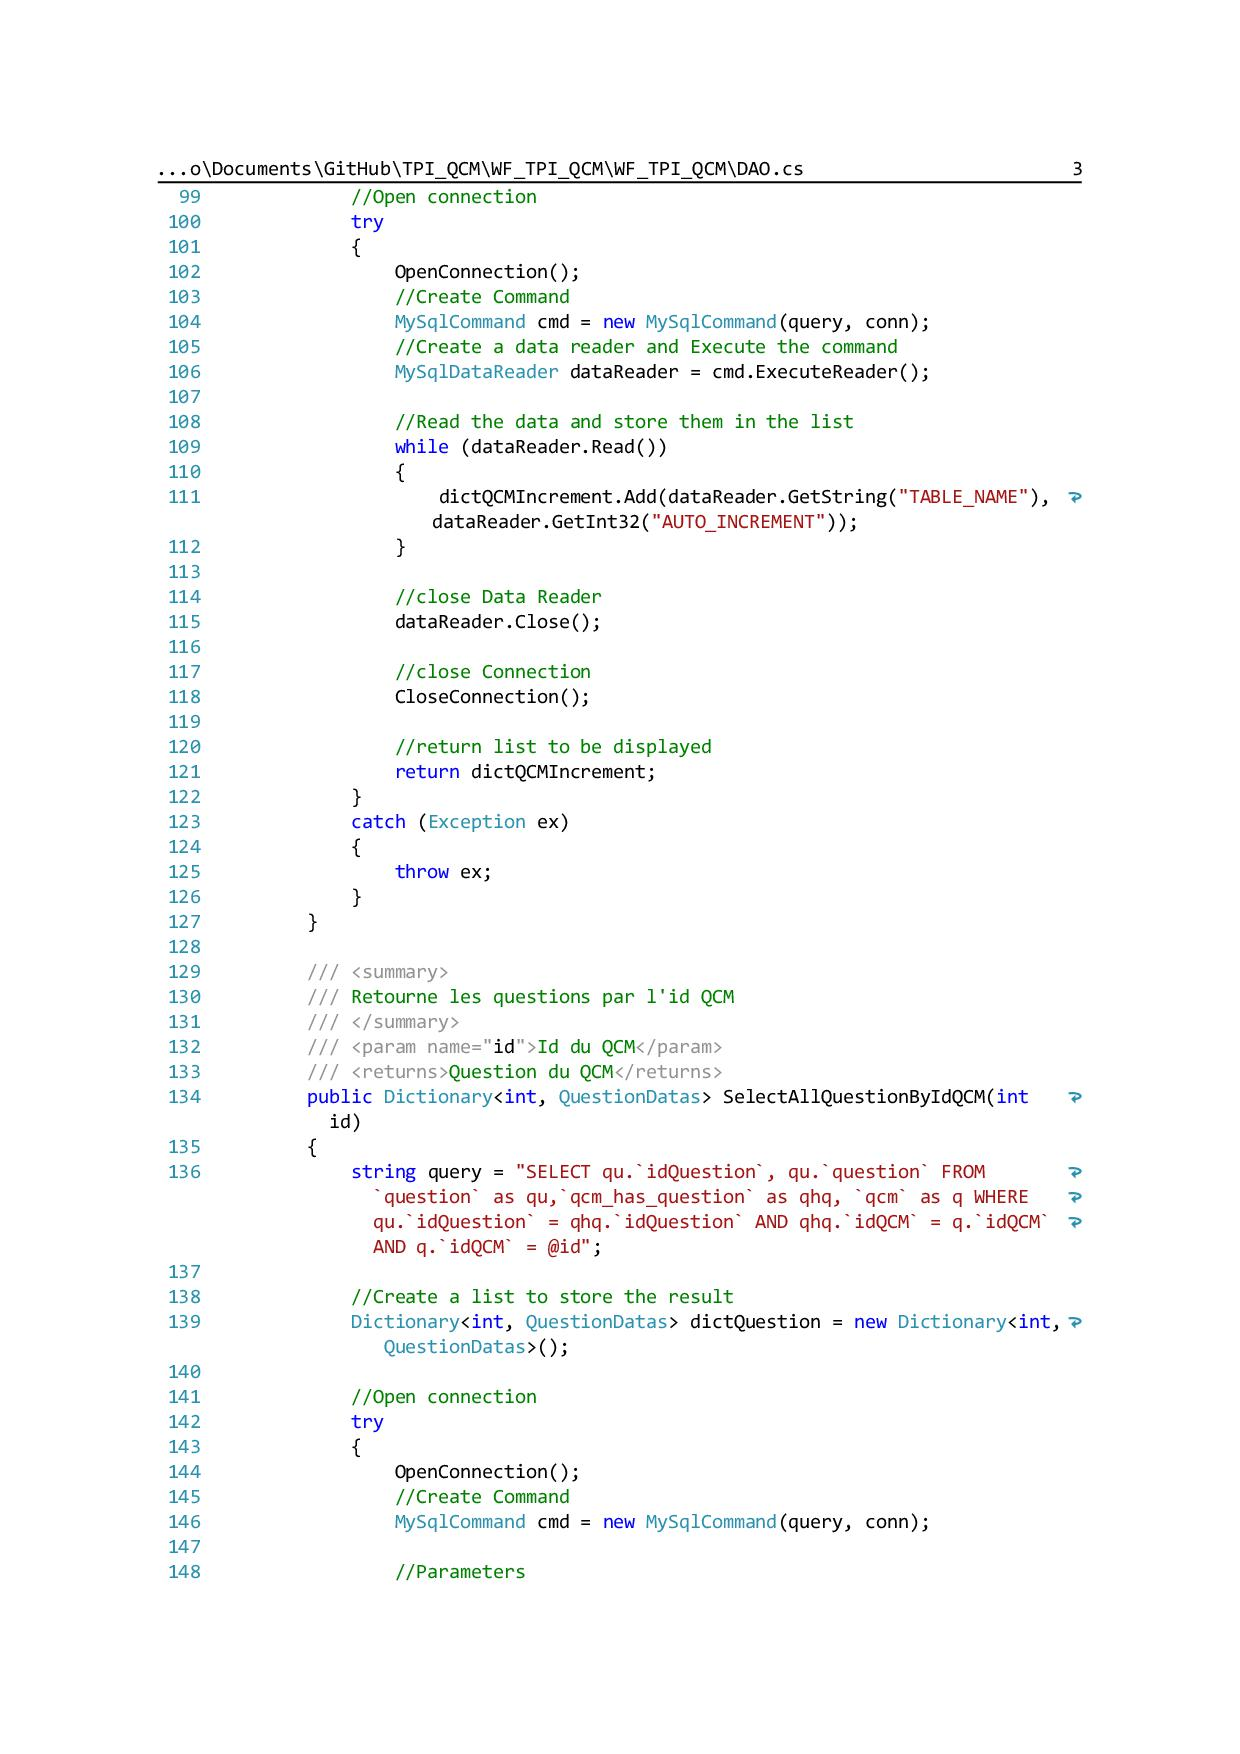 ...o\Documents\GitHub\TPI_QCM\WF_TPI_QCM\WF_TPI_QCM\DAO.cs 3
99 //Open connection
100 try
101 {
102 OpenConnection();
103 //Create Command
104 MySqlCommand cmd = new MySqlCommand(query, conn);
105 //Create a data reader and Execute the command
106 MySqlDataReader dataReader = cmd.ExecuteReader();
107
108 //Read the data and store them in the list
109 while (dataReader.Read())
110 {
111 dictQCMIncrement.Add(dataReader.GetString("TABLE_NAME"),
dataReader.GetInt32("AUTO_INCREMENT"));
112 }
113
114 //close Data Reader
115 dataReader.Close();
116
117 //close Connection
118 CloseConnection();
119
120 //return list to be displayed
121 return dictQCMIncrement;
122 }
123 catch (Exception ex)
124 {
125 throw ex;
126 }
127 }
128
129 /// <summary>
130 /// Retourne les questions par l'id QCM
131 /// </summary>
132 /// <param name="id">Id du QCM</param>
133 /// <returns>Question du QCM</returns>
134 public Dictionary<int, QuestionDatas> SelectAllQuestionByIdQCM(int
id)
135 {
136 string query = "SELECT qu.`idQuestion`, qu.`question` FROM
`question` as qu,`qcm_has_question` as qhq, `qcm` as q WHERE
qu.`idQuestion` = qhq.`idQuestion` AND qhq.`idQCM` = q.`idQCM`
AND q.`idQCM` = @id";
137
138 //Create a list to store the result
139 Dictionary<int, QuestionDatas> dictQuestion = new Dictionary<int,
QuestionDatas>();
140
141 //Open connection
142 try
143 {
144 OpenConnection();
145 //Create Command
146 MySqlCommand cmd = new MySqlCommand(query, conn);
147
148 //Parameters